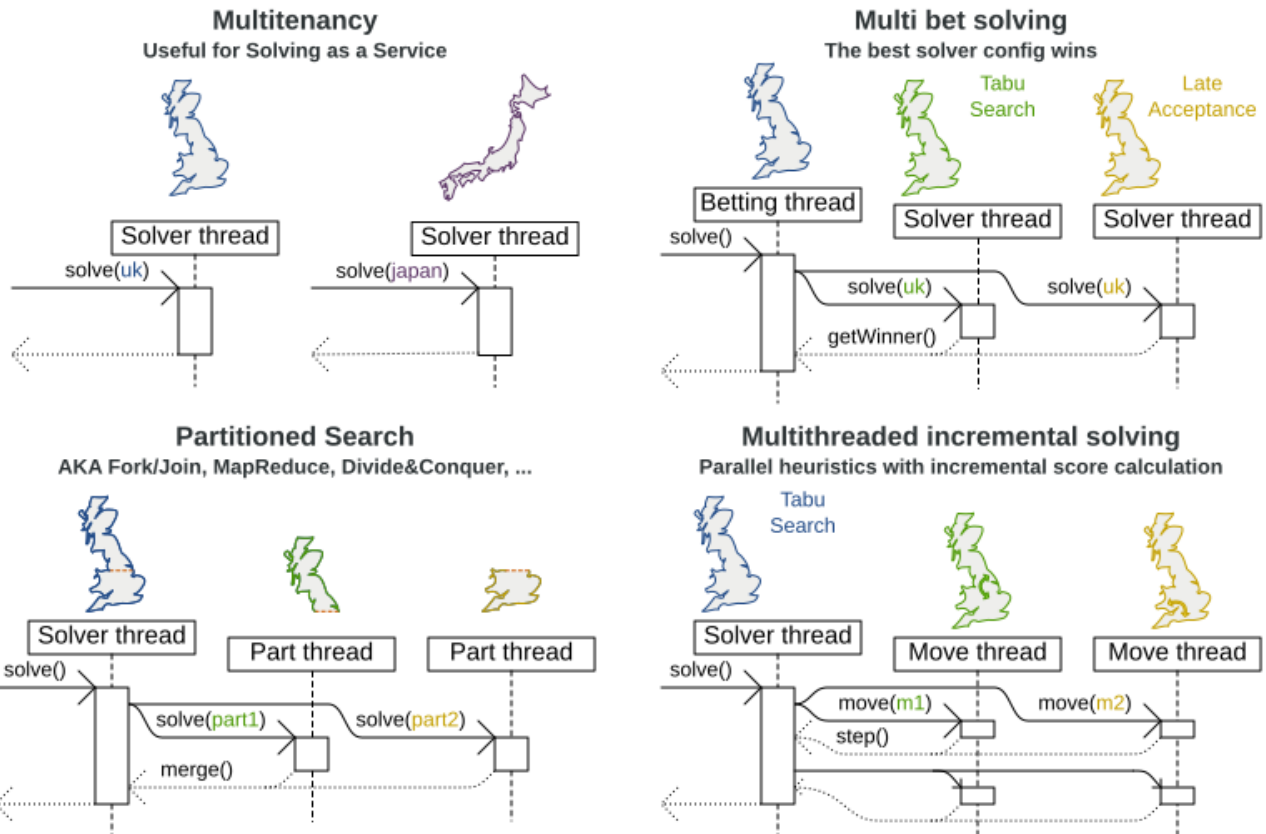 Multitenancy
Useful for Solving as a Service
Solver thread
Solver thread
solve(uk)
solve(japan)
Multi bet solving
The best solver config wins
Tabu
Search
Late
Acceptance
Betting thread
Solver thread
Solver thread
solve()
solve(uk)
solve(uk)
getWinner()
Partitioned Search
AKA Fork/Join, MapReduce, Divide&Conquer, ...
Solver thread
Part thread
Part thread
solve()
solve(part1)
solve(part2)
merge()
Multithreaded incremental solving
Parallel heuristics with incremental score calculation
Tabu
Search
Solver thread
Move thread
Move thread
solve()
move(m1)
move(m2)
step()